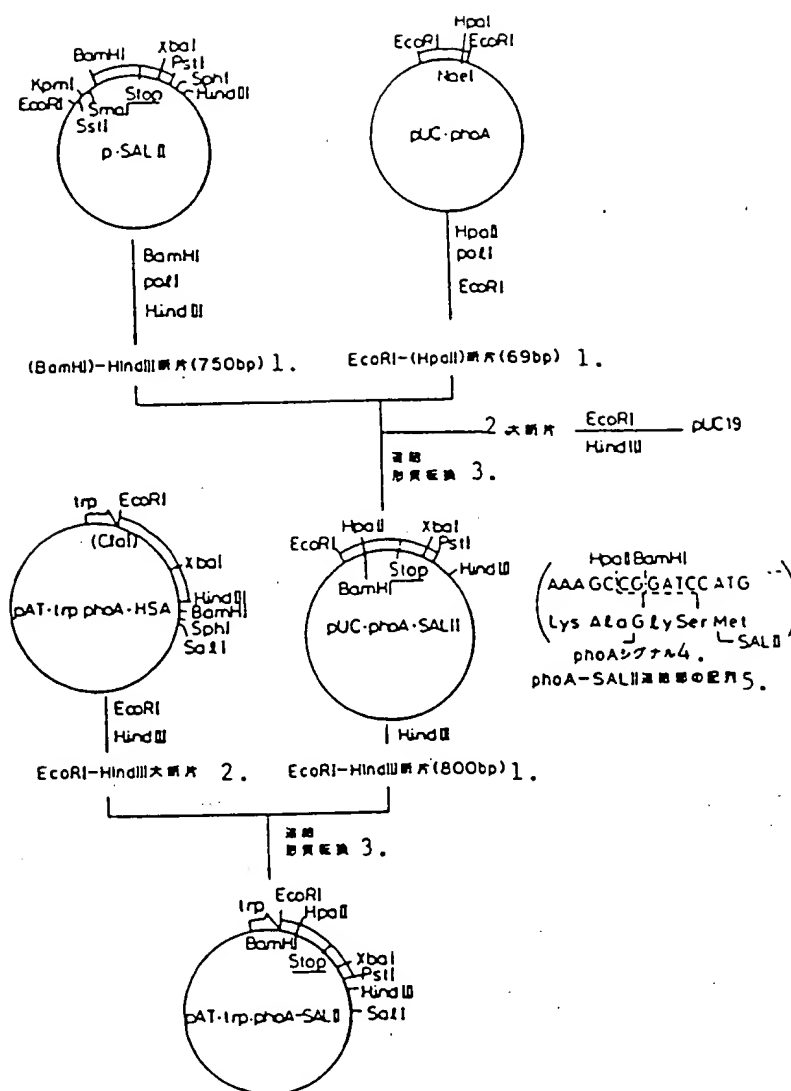 BamHI
XbaI
PstI
SphI
HindIII
KpnI
EcoRI
SmaI
SstI
Stop
p·SALII
HpaI
EcoRI
EcoRI
NaeI
pUC·phoA
BamHI
polI
HindIII
HpaII
polI
EcoRI
(BamHI)-HindIII断片(750bp) 1.
EcoRI-(HpaII)断片(69bp) 1.
2 大断片
EcoRI
HindIII
pUC19
連結
形質転換 3.
trp
EcoRI
(ClaI)
XbaI
HindIII
BamHI
SphI
SalI
pAT·trp·phoA·HSA
HpaII
XbaI
PstI
EcoRI
HindIII
Stop
BamHI
pUC·phoA·SALII
HpaII BamHI
AAAGCCGGATCCATG
Lys Ala Gly Ser Met
SALII
phoAシグナル 4.
phoA-SALII連結部の配列 5.
EcoRI
HindIII
HindIII
EcoRI-HindIII大断片 2.
EcoRI-HindIII断片(800bp) 1.
連結
形質転換 3.
trp
EcoRI
HpaII
BamHI
Stop
XbaI
PstI
HindIII
SalI
pAT·trp·phoA-SALII